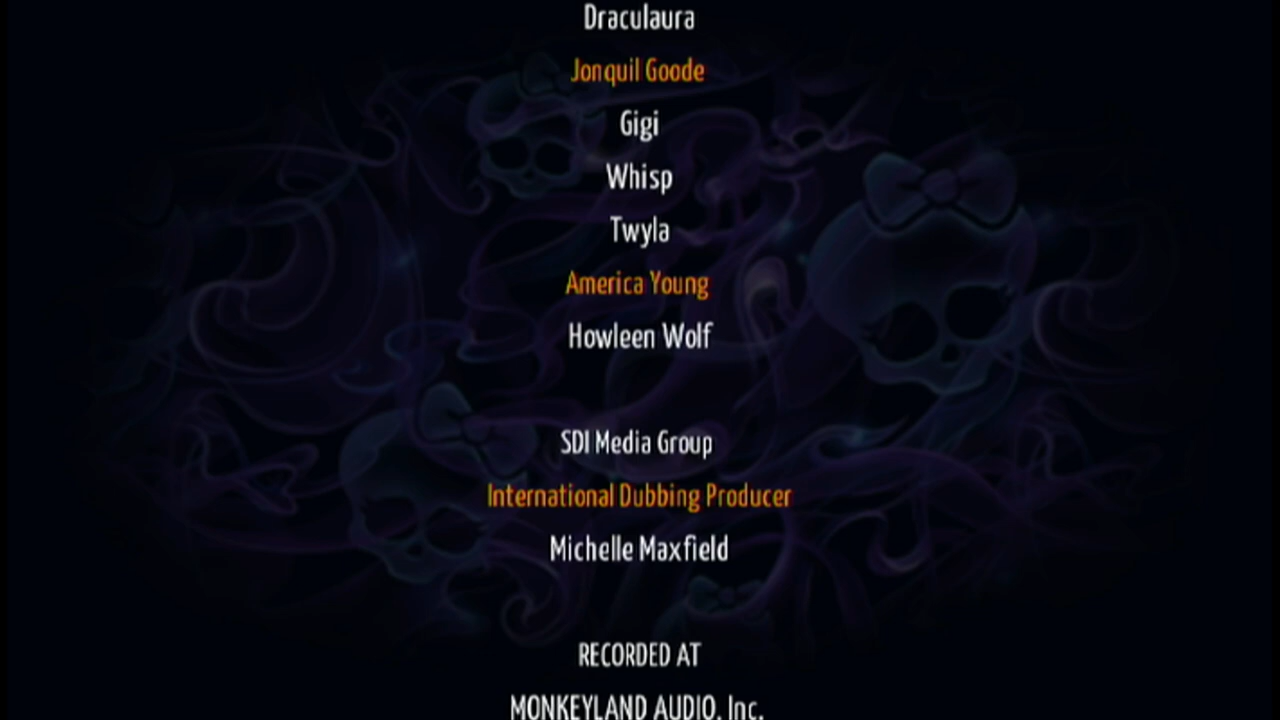 Draculaura
Jonquil Goode
Gigi
Whisp
Twyla
America Young
Howleen Wolf
SDI Media Group
International Dubbing Producer
Michelle Maxfield
RECORDED AT
MONKEYLAND AUDIO, Inc.